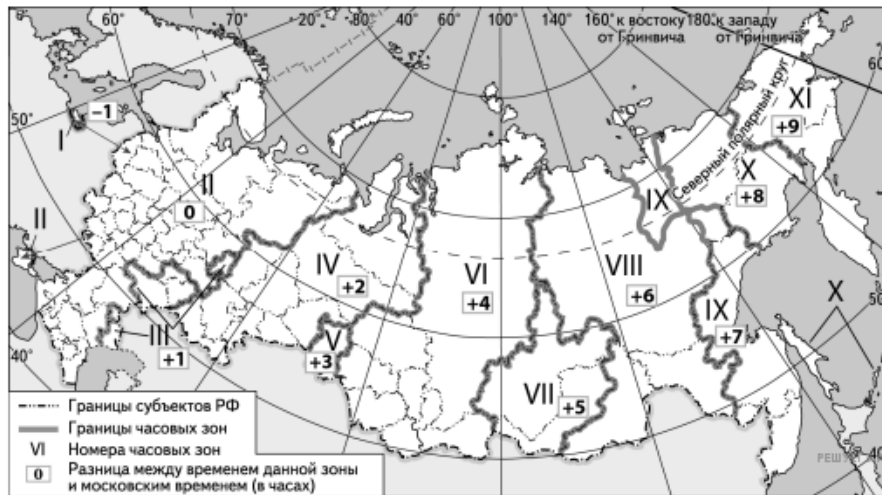 60°
70°
20°
40°
60°
80°
100°
120°
140°
160° к востоку
от Гринвича
180° к западу
от Гринвича
60°
50°
40°
I
-1
II
II
0
III
+1
IV
+2
V
+3
VI
+4
VII
+5
VIII
+6
IX
IX
+7
X
+8
XI
+9
X
Северный полярный круг
50
40
Границы субъектов РФ
Границы часовых зон
VI Номера часовых зон
0 Разница между временем данной зоны
и московским временем (в часах)